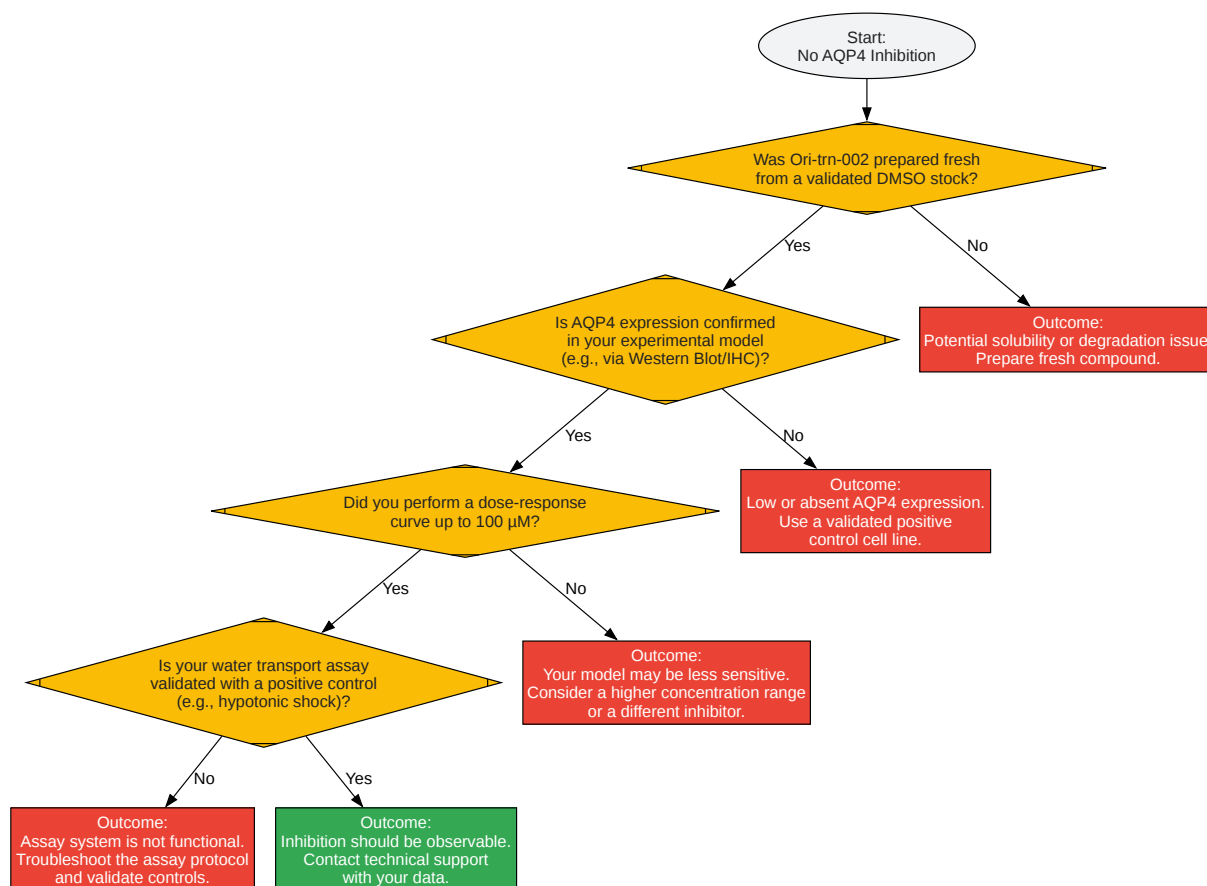 Start:
No AQP4 Inhibition
Was Ori-trn-002 prepared fresh
from a validated DMSO stock?
Yes
No
Is AQP4 expression confirmed
in your experimental model
(e.g., via Western Blot/IHC)?
Outcome:
Potential solubility or degradation issue
Prepare fresh compound.
Yes
No
Did you perform a dose-response
curve up to 100 µM?
Outcome:
Low or absent AQP4 expression.
Use a validated positive
control cell line.
Yes
No
Is your water transport assay
validated with a positive control
(e.g., hypotonic shock)?
Outcome:
Your model may be less sensitive.
Consider a higher concentration range
or a different inhibitor.
No
Yes
Outcome:
Assay system is not functional.
Troubleshoot the assay protocol
and validate controls.
Outcome:
Inhibition should be observable.
Contact technical support
with your data.